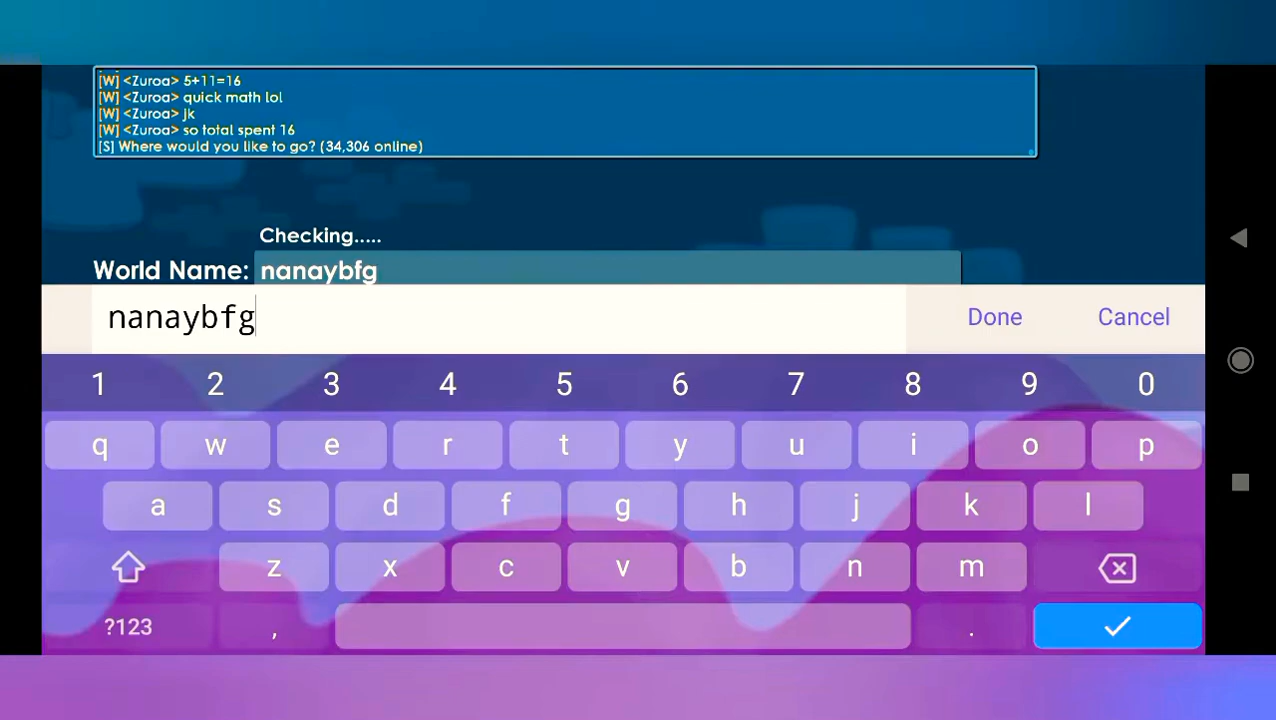 [W] <Zuroa> 5+11=16
[W] <Zuroa> quick math lol
[W] <Zuroa> jk
[W] <Zuroa> so total spent 16
[S] Where would you like to go? (34,306 online)
Checking.....
World Name: nanaybfg
nanaybfg Done Cancel
1 2 3 4 5 6 7 8 9 0
q w e r t y u i o p
a s d f g h j k l
z x c v b n m
?123 , .